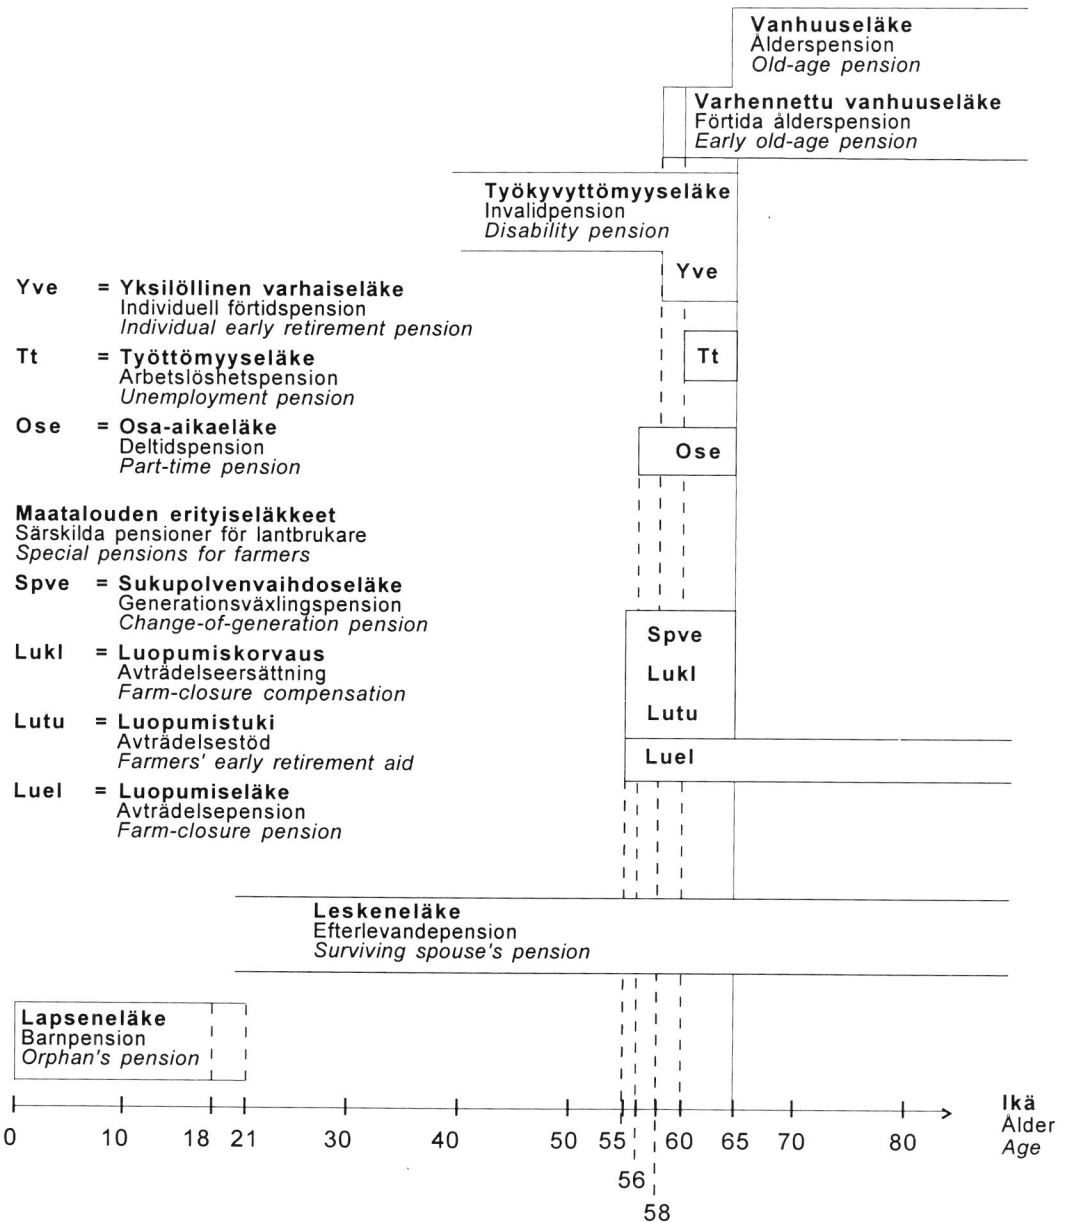 Vanhuuseläke
Ålderspension
Old-age pension
Varhennettu vanhuuseläke
Förtida ålderspension
Early old-age pension
Työkyvyttömyyseläke
Invalidpension
Disability pension
Yve
Yve = Yksilöllinen varhaiseläke
Individuell förtidspension
Individual early retirement pension
Tt
Tt = Työttömyyseläke
Arbetslöshetspension
Unemployment pension
Ose
Ose = Osa-aikaeläke
Deltidspension
Part-time pension
Maatalouden erityiseläkkeet
Särskilda pensioner för lantbrukare
Special pensions for farmers
Spve = Sukupolvenvaihdoseläke
Generationsväxlingspension
Change-of-generation pension
Lukl = Luopumiskorvaus
Avträdelseersättning
Farm-closure compensation
Lutu = Luopumistuki
Avträdelsestöd
Farmers' early retirement aid
Luel = Luopumiseläke
Avträdelsepension
Farm-closure pension
Spve
Lukl
Lutu
Luel
Leskeneläke
Efterlevandepension
Surviving spouse's pension
Lapseneläke
Barnpension
Orphan's pension
0 10 18 21 30 40 50 55 60 65 70 80
56
58
Ikä
Ålder
Age